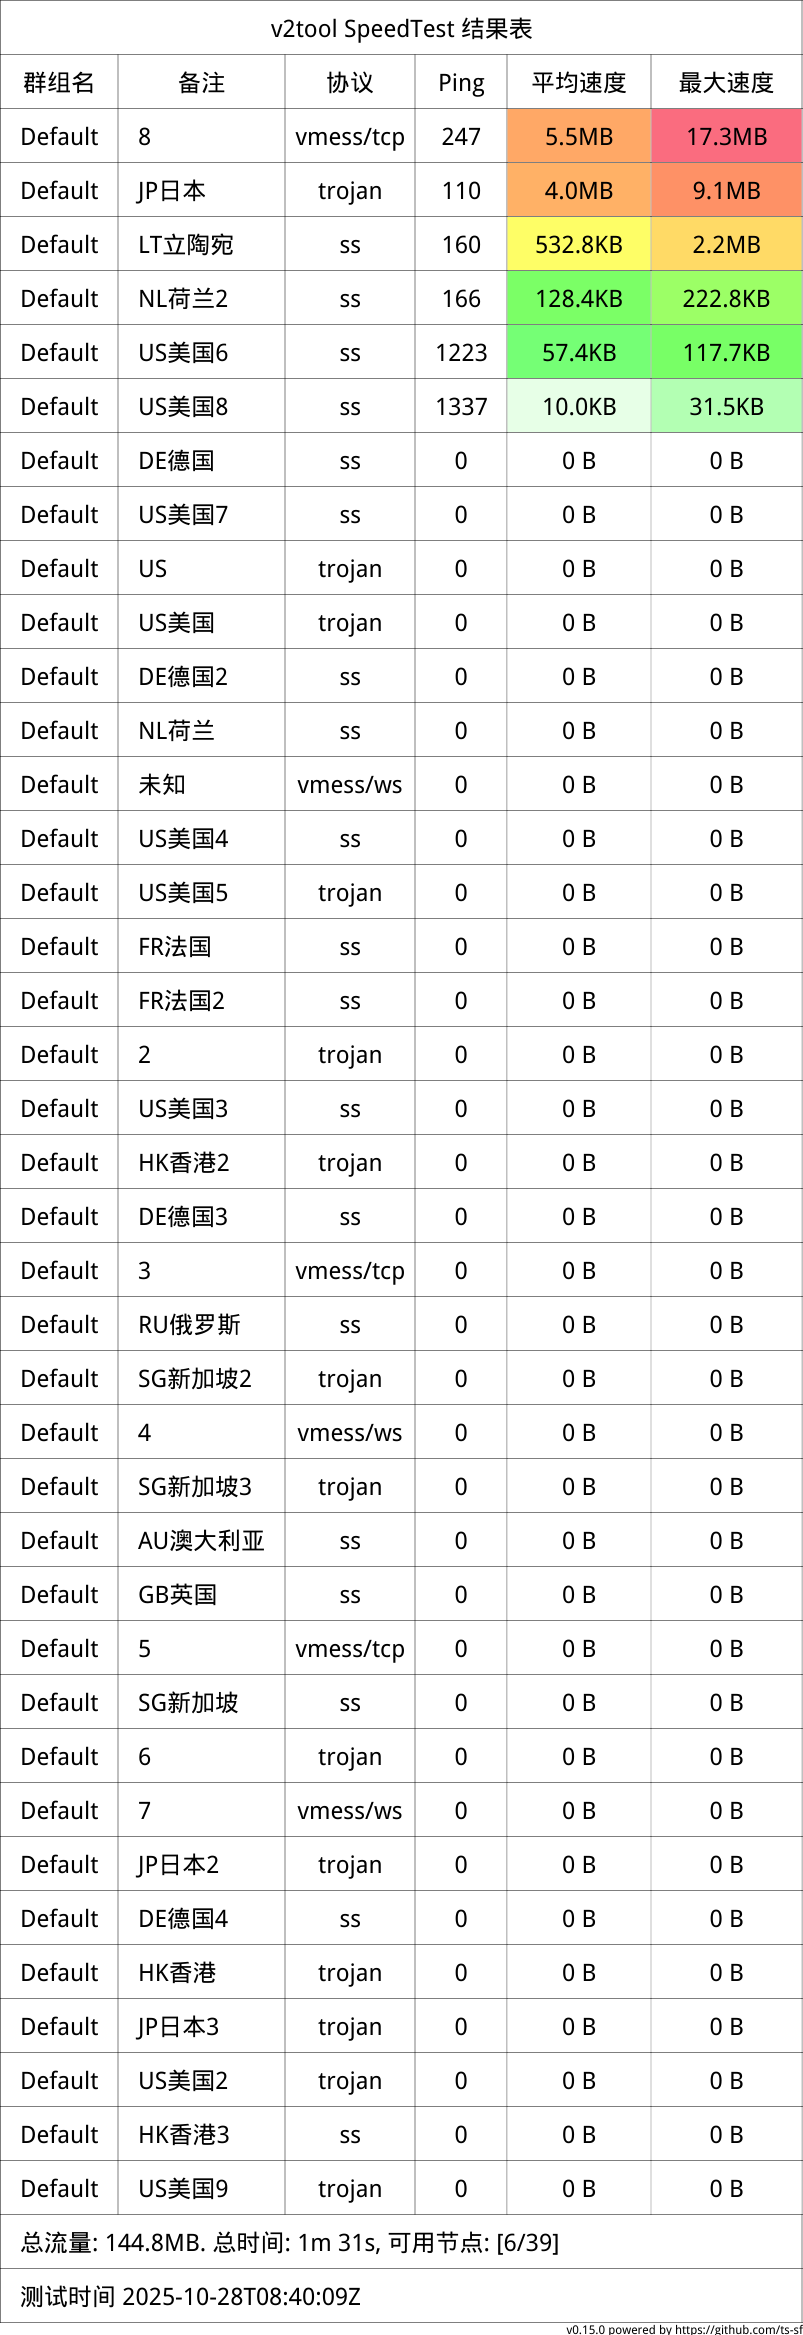 v2tool SpeedTest 结果表
群组名 备注 协议 Ping 平均速度 最大速度
Default 8 vmess/tcp 247 5.5MB 17.3MB
Default JP日本 trojan 110 4.0MB 9.1MB
Default LT立陶宛 ss 160 532.8KB 2.2MB
Default NL荷兰2 ss 166 128.4KB 222.8KB
Default US美国6 ss 1223 57.4KB 117.7KB
Default US美国8 ss 1337 10.0KB 31.5KB
Default DE德国 ss 0 0 B 0 B
Default US美国7 ss 0 0 B 0 B
Default US trojan 0 0 B 0 B
Default US美国 trojan 0 0 B 0 B
Default DE德国2 ss 0 0 B 0 B
Default NL荷兰 ss 0 0 B 0 B
Default 未知 vmess/ws 0 0 B 0 B
Default US美国4 ss 0 0 B 0 B
Default US美国5 trojan 0 0 B 0 B
Default FR法国 ss 0 0 B 0 B
Default FR法国2 ss 0 0 B 0 B
Default 2 trojan 0 0 B 0 B
Default US美国3 ss 0 0 B 0 B
Default HK香港2 trojan 0 0 B 0 B
Default DE德国3 ss 0 0 B 0 B
Default 3 vmess/tcp 0 0 B 0 B
Default RU俄罗斯 ss 0 0 B 0 B
Default SG新加坡2 trojan 0 0 B 0 B
Default 4 vmess/ws 0 0 B 0 B
Default SG新加坡3 trojan 0 0 B 0 B
Default AU澳大利亚 ss 0 0 B 0 B
Default GB英国 ss 0 0 B 0 B
Default 5 vmess/tcp 0 0 B 0 B
Default SG新加坡 ss 0 0 B 0 B
Default 6 trojan 0 0 B 0 B
Default 7 vmess/ws 0 0 B 0 B
Default JP日本2 trojan 0 0 B 0 B
Default DE德国4 ss 0 0 B 0 B
Default HK香港 trojan 0 0 B 0 B
Default JP日本3 trojan 0 0 B 0 B
Default US美国2 trojan 0 0 B 0 B
Default HK香港3 ss 0 0 B 0 B
Default US美国9 trojan 0 0 B 0 B
总流量: 144.8MB. 总时间: 1m 31s, 可用节点: [6/39]
测试时间 2025-10-28T08:40:09Z
v0.15.0 powered by https://github.com/ts-sf